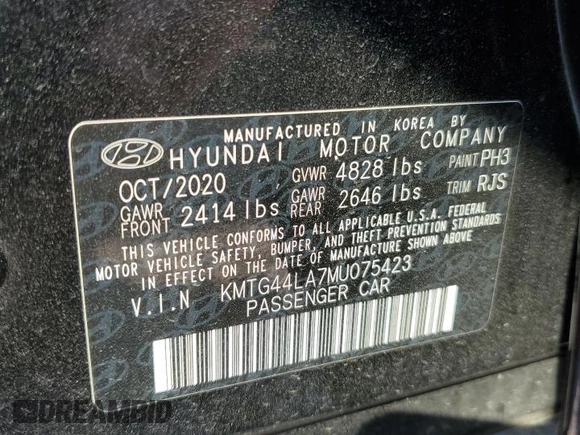 MANUFACTURED IN KOREA BY
HYUNDAI MOTOR COMPANY
OCT/2020 GVWR 4828 lbs PAINT PH3
GAWR FRONT 2414 lbs GAWR REAR 2646 lbs TRIM RJS
THIS VEHICLE CONFORMS TO ALL APPLICABLE U.S.A. FEDERAL
MOTOR VEHICLE SAFETY, BUMPER, AND THEFT PREVENTION STANDARDS
IN EFFECT ON THE DATE OF MANUFACTURE SHOWN ABOVE
V.I.N KMTG44LA7MU075423
PASSENGER CAR
DREAMBID